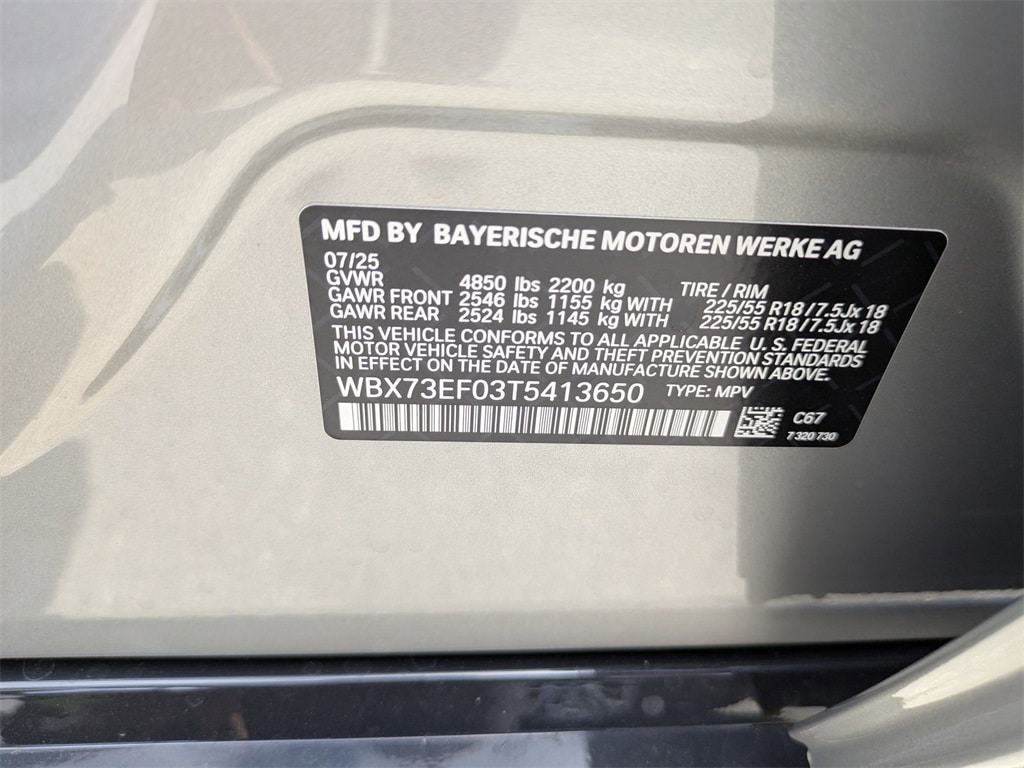 MFD BY BAYERISCHE MOTOREN WERKE AG
07/25
GVWR 4850 lbs 2200 kg TIRE / RIM
GAWR FRONT 2546 lbs 1155 kg WITH 225/55 R18/7.5Jx 18
GAWR REAR 2524 lbs 1145 kg WITH 225/55 R18/7.5Jx 18
THIS VEHICLE CONFORMS TO ALL APPLICABLE U. S. FEDERAL
MOTOR VEHICLE SAFETY AND THEFT PREVENTION STANDARDS
IN EFFECT ON THE DATE OF MANUFACTURE SHOWN ABOVE.
WBX73EF03T5413650 TYPE: MPV
C67
7 320 730